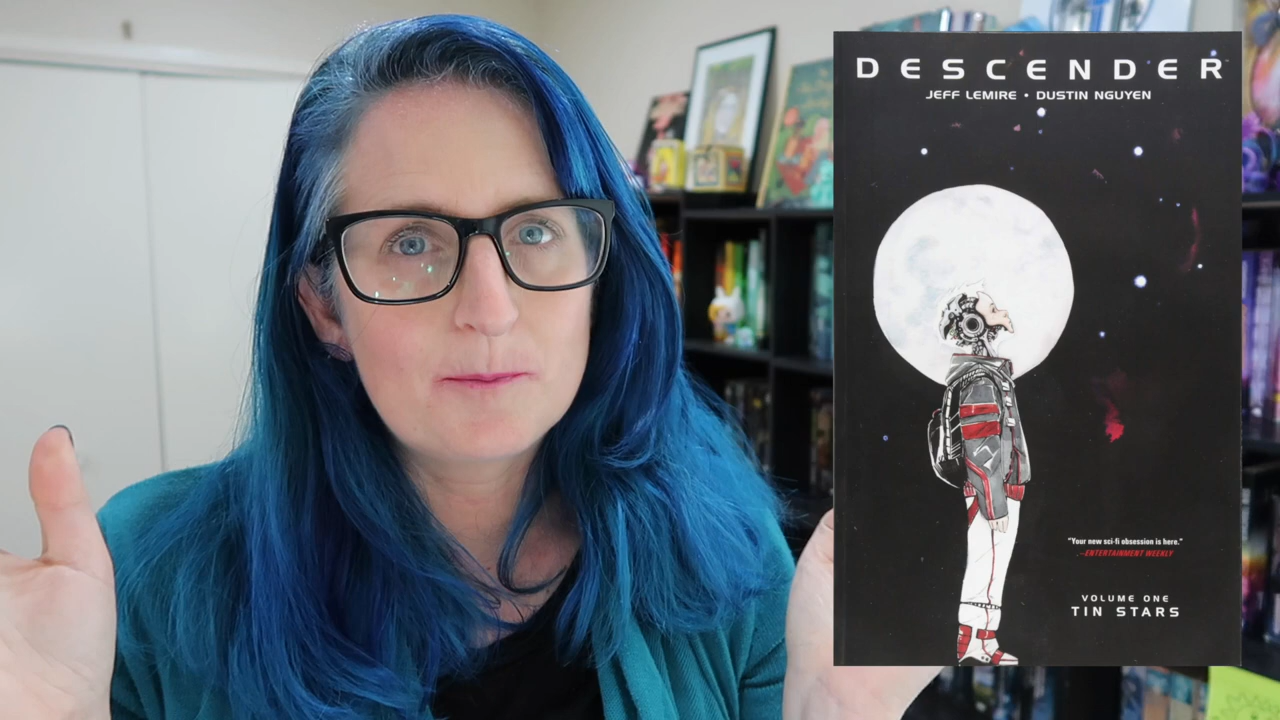 DESCENDER
JEFF LEMIRE • DUSTIN NGUYEN
"Your new sci-fi obsession is here."
–ENTERTAINMENT WEEKLY
VOLUME ONE
TIN STARS